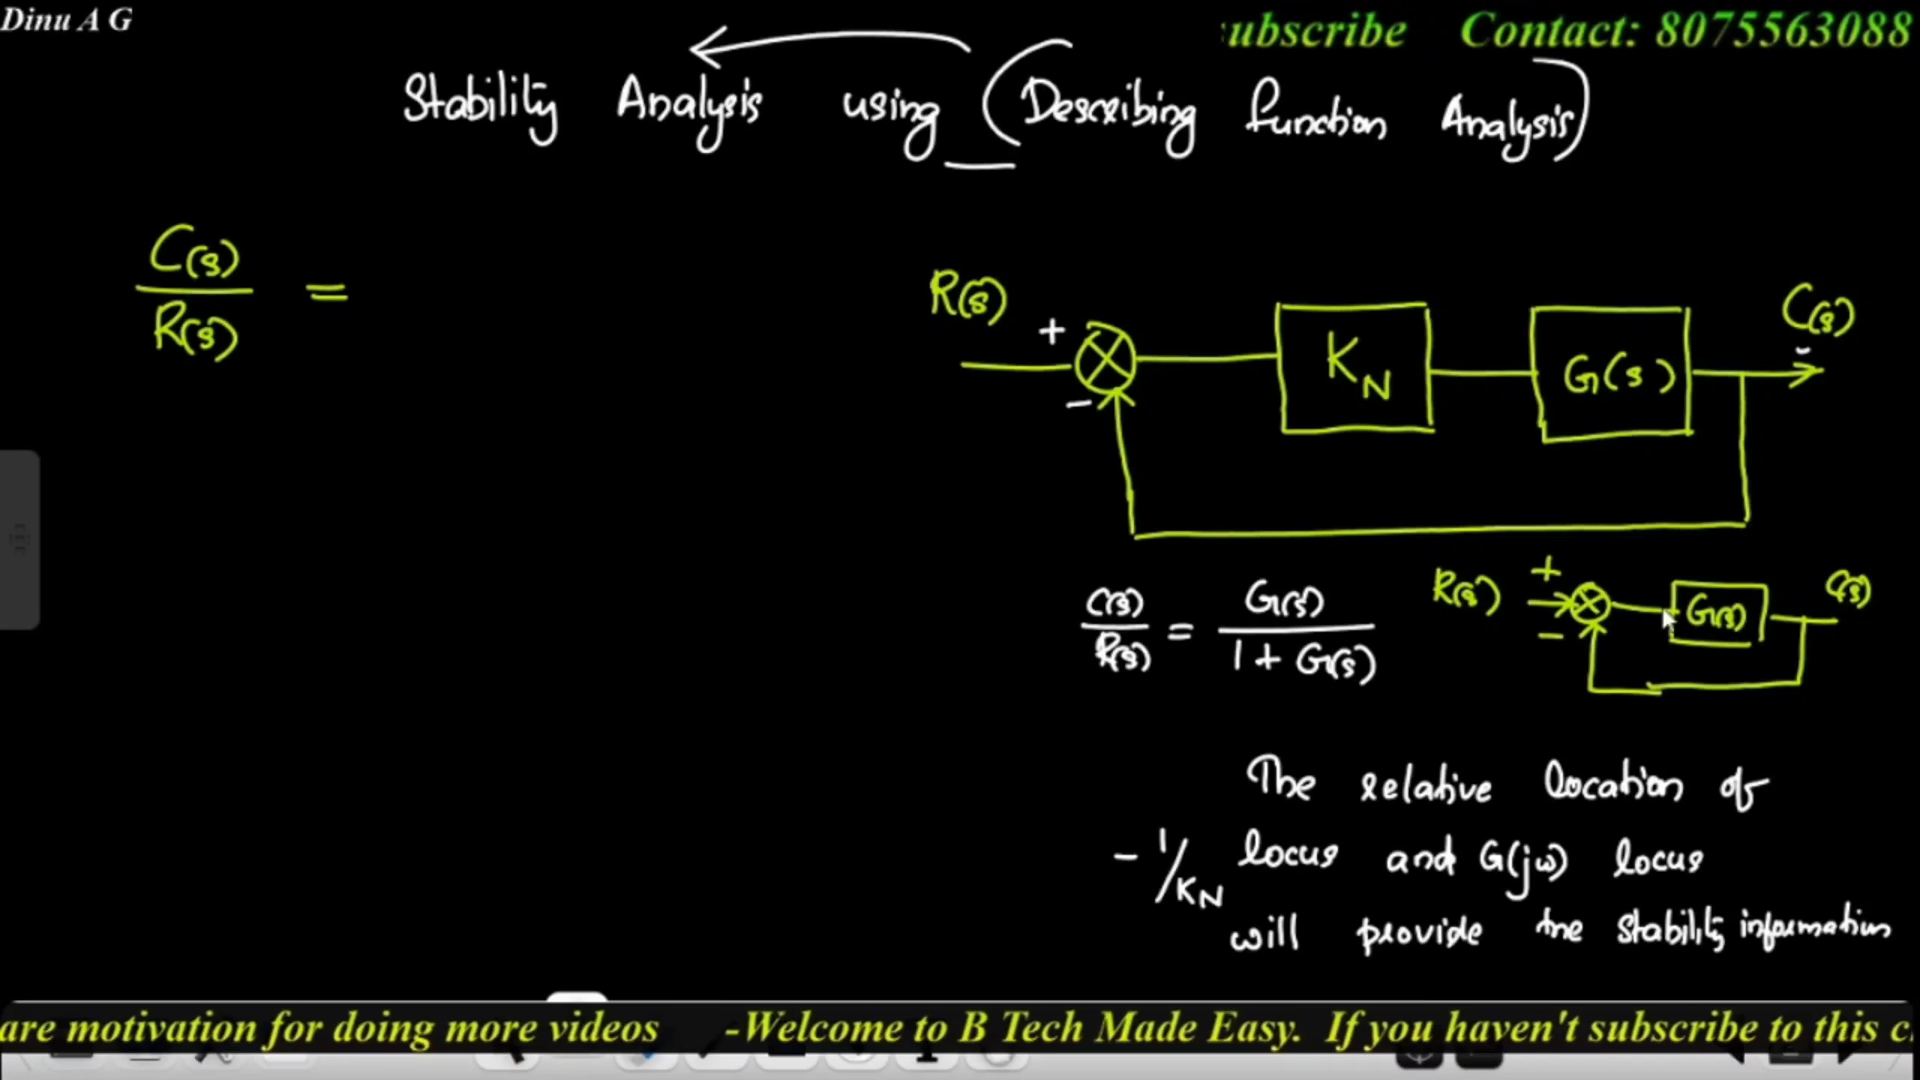 Dinu A G
ubscribe Contact: 8075563088
Stability Analysis using (Describing function Analysis)
C(s)
R(s)
=
R(s)
+
-
KN
G(s)
C(s)
C(s)
R(s)
=
G(s)
1 + G(s)
R(s)
+
-
G(s)
C(s)
The relative location of
- 1/KN locus and G(jω) locus
will provide the stability information
are motivation for doing more videos -Welcome to B Tech Made Easy. If you haven't subscribe to this c